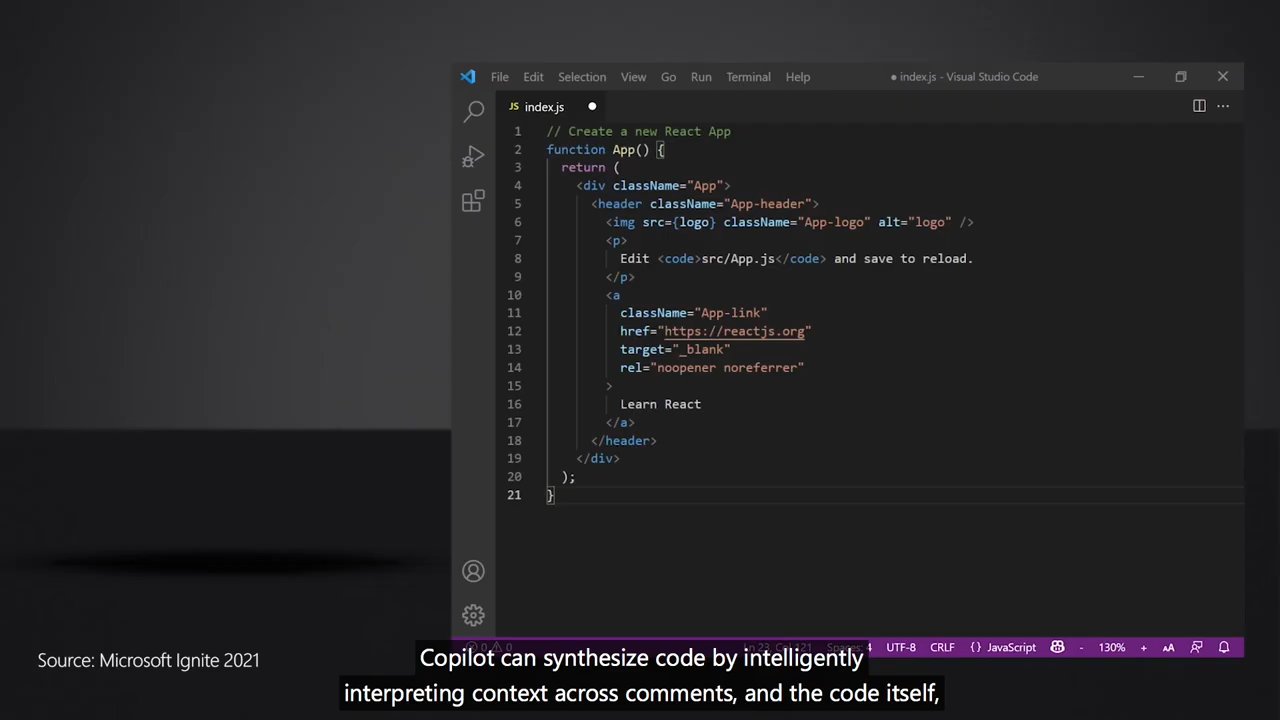 File Edit Selection View Go Run Terminal Help ● index.js - Visual Studio Code
JS index.js ●
1 // Create a new React App
2 function App() {
3 return (
4 <div className="App">
5 <header className="App-header">
6 <img src={logo} className="App-logo" alt="logo" />
7 <p>
8 Edit <code>src/App.js</code> and save to reload.
9 </p>
10 <a
11 className="App-link"
12 href="https://reactjs.org"
13 target="_blank"
14 rel="noopener noreferrer"
15 >
16 Learn React
17 </a>
18 </header>
19 </div>
20 );
21 }
UTF-8 CRLF {} JavaScript - 130% + AA
Source: Microsoft Ignite 2021
Copilot can synthesize code by intelligently
interpreting context across comments, and the code itself,